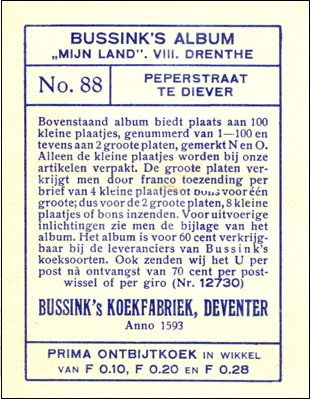 BUSSINK'S ALBUM
„MIJN LAND". VIII. DRENTHE
No. 88
PEPERSTRAAT
TE DIEVER
Bovenstaand album biedt plaats aan 100
kleine plaatjes, genummerd van 1—100 en
tevens aan 2 groote platen, gemerkt N en O.
Alleen de kleine plaatjes worden bij onze
artikelen verpakt. De groote platen ver-
krijgt men door franco toezending per
brief van 4 kleine plaatjes of bons voor één
groote; dus voor de 2 groote platen, 8 kleine
plaatjes of bons inzenden. Voor uitvoerige
inlichtingen zie men de bijlage van het
album. Het album is voor 60 cent verkrijg-
baar bij de leveranciers van Bussink's
koeksoorten. Ook zenden wij het U per
post nà ontvangst van 70 cent per post-
wissel of per giro (Nr. 12730)
BUSSINK's KOEKFABRIEK, DEVENTER
Anno 1593
PRIMA ONTBIJTKOEK IN WIKKEL
VAN F 0.10, F 0.20 EN F 0.28